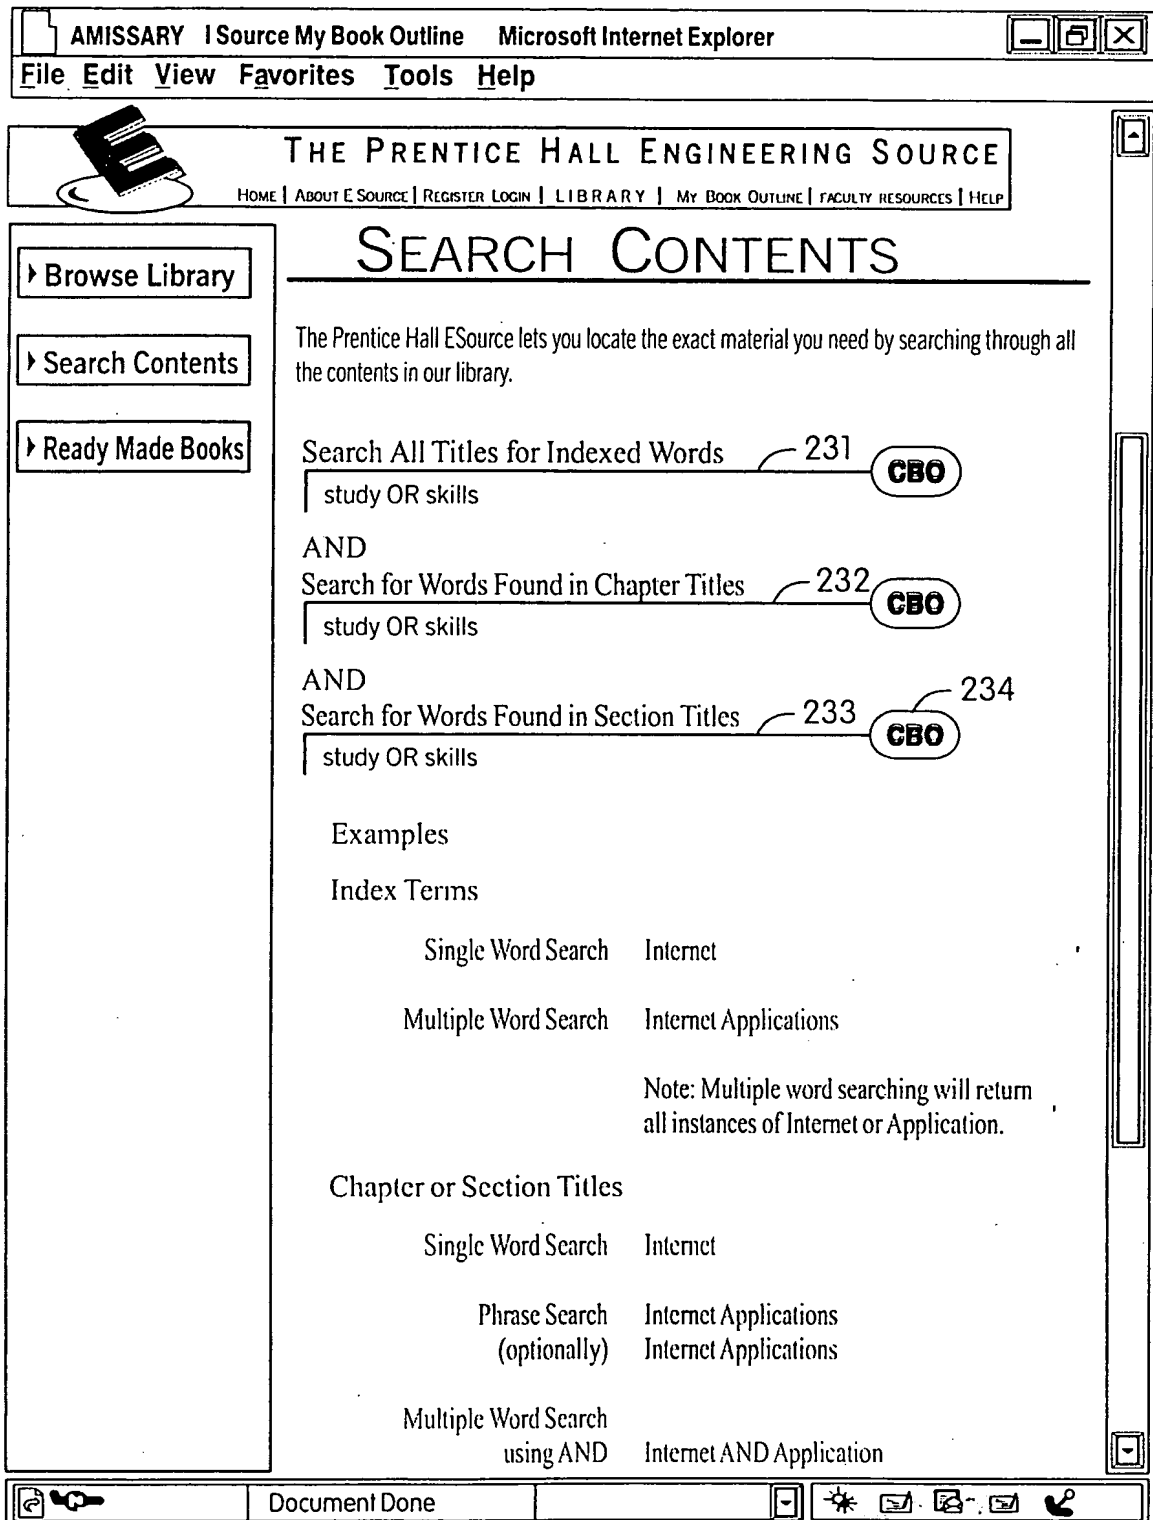 AMISSARY I Source My Book Outline Microsoft Internet Explorer
File Edit View Favorites Tools Help
E
THE PRENTICE HALL ENGINEERING SOURCE
HOME | ABOUT E SOURCE | REGISTER LOGIN | LIBRARY | MY BOOK OUTLINE | FACULTY RESOURCES | HELP
Browse Library
Search Contents
Ready Made Books
SEARCH CONTENTS
The Prentice Hall ESource lets you locate the exact material you need by searching through all
the contents in our library.
Search All Titles for Indexed Words 231
CBO
study OR skills
AND
Search for Words Found in Chapter Titles 232
CBO
study OR skills
AND
Search for Words Found in Section Titles 233 234
CBO
study OR skills
Examples
Index Terms
Single Word Search Internet
Multiple Word Search Internet Applications
Note: Multiple word searching will return
all instances of Internet or Application.
Chapter or Section Titles
Single Word Search Internet
Phrase Search Internet Applications
(optionally) Internet Applications
Multiple Word Search
using AND Internet AND Application
Document Done